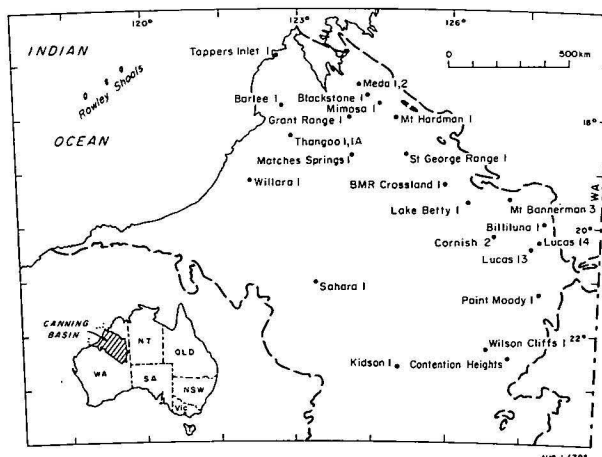 120°
123°
126°
INDIAN
Tappers Inlet 1
500km
Rowley Shoals
Meda 1,2
Blackstone 1
Barlee 1
Mimosa 1
Grant Range 1
Mt Hardman 1
18°
OCEAN
Thangoo 1,1A
Matches Springs 1
St George Range 1
Willara 1
BMR Crossland 1
WA
Lake Betty 1
Mt Bannerman 3
Billiluna 1
20°
Cornish 2
Lucas 14
Lucas 13
Sahara 1
Point Moody 1
CANNING
BASIN
NT
QLD
Wilson Cliffs 1
22°
WA
SA
Kidson 1
Contention Heights
NSW
Vic
T